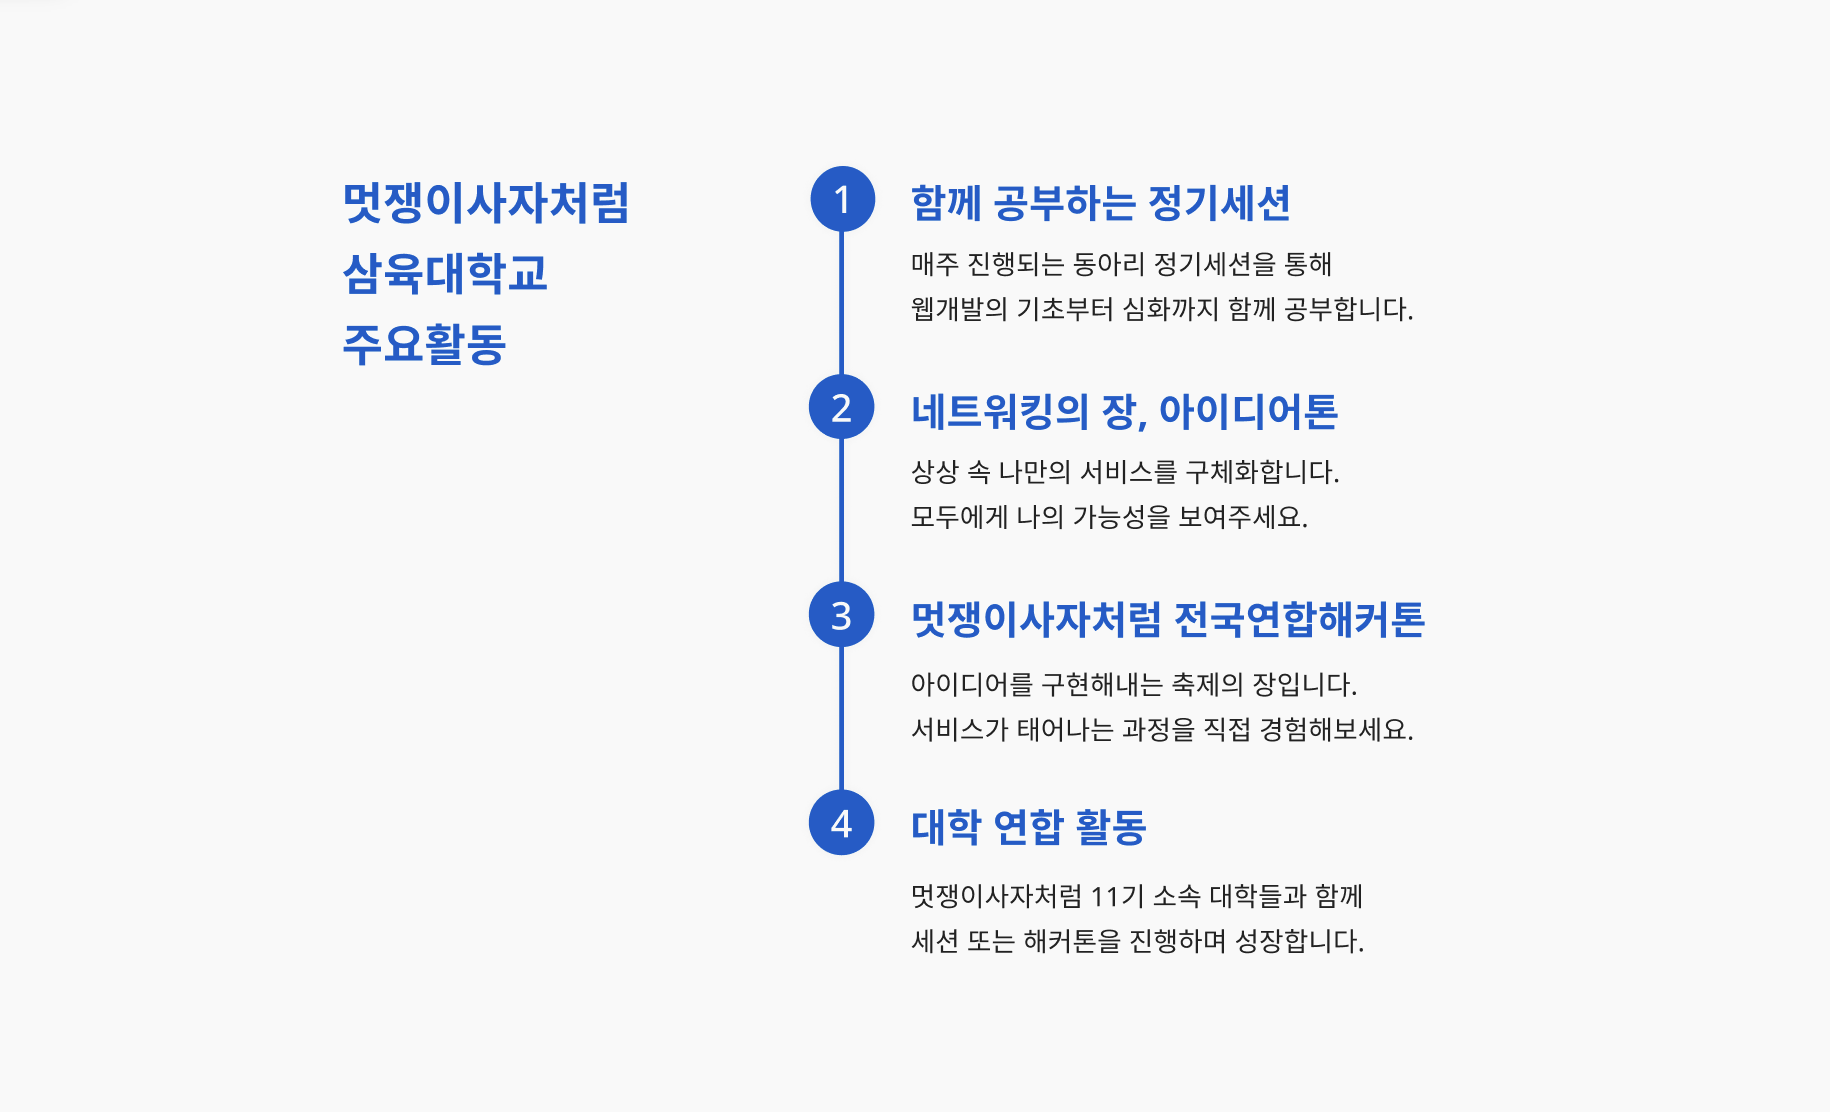 멋쟁이사자처럼
삼육대학교
주요활동
1
함께 공부하는 정기세션
매주 진행되는 동아리 정기세션을 통해
웹개발의 기초부터 심화까지 함께 공부합니다.
2
네트워킹의 장, 아이디어톤
상상 속 나만의 서비스를 구체화합니다.
모두에게 나의 가능성을 보여주세요.
3
멋쟁이사자처럼 전국연합해커톤
아이디어를 구현해내는 축제의 장입니다.
서비스가 태어나는 과정을 직접 경험해보세요.
4
대학 연합 활동
멋쟁이사자처럼 11기 소속 대학들과 함께
세션 또는 해커톤을 진행하며 성장합니다.